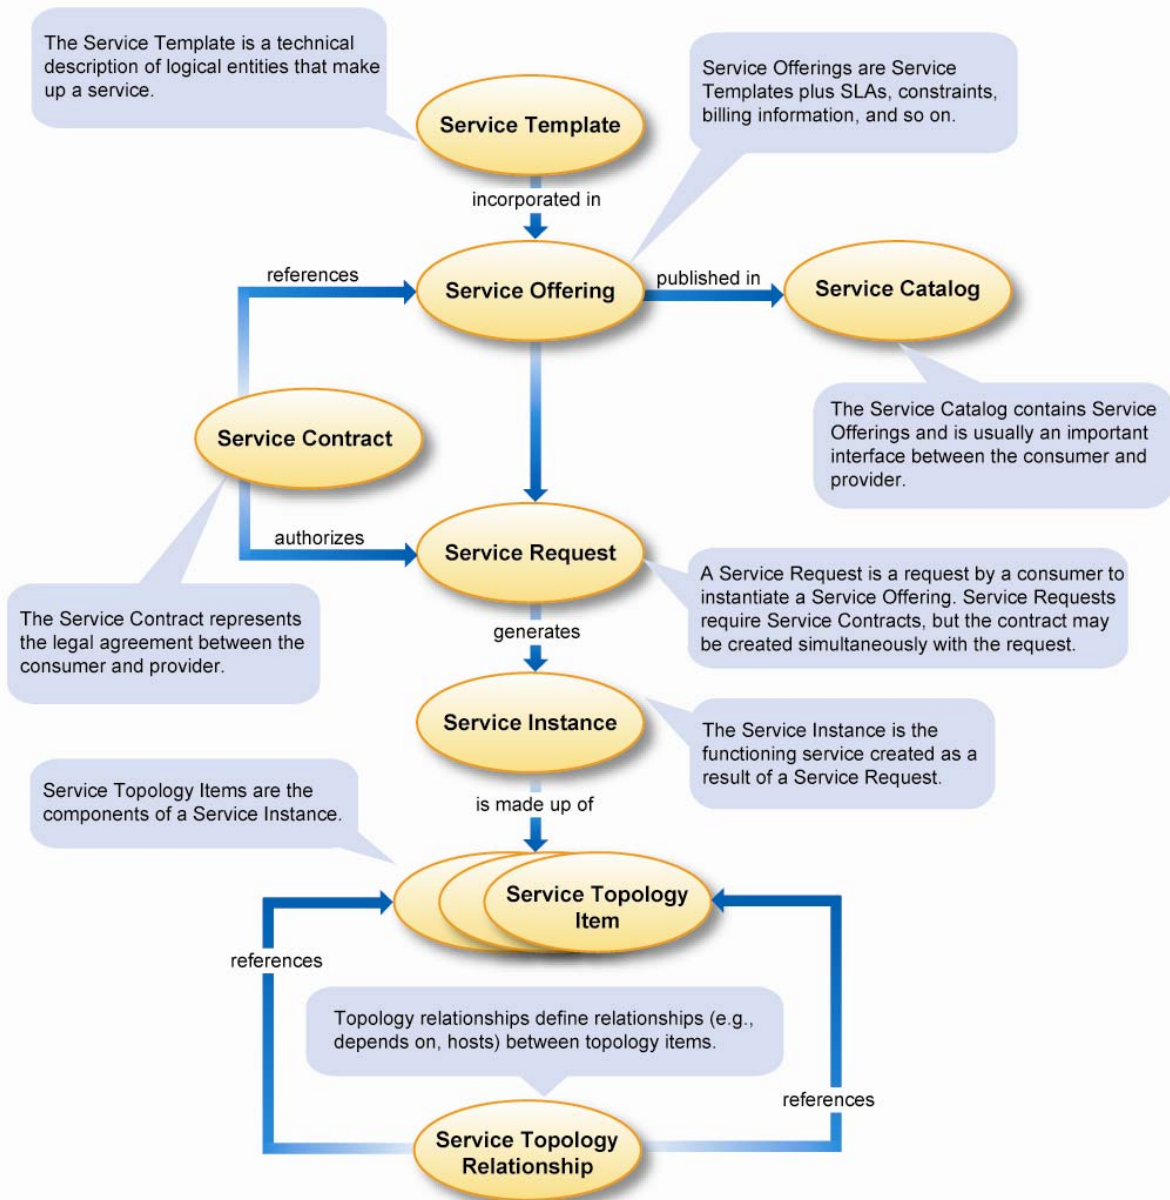 The Service Template is a technical
description of logical entities that make
up a service.
Service Offerings are Service
Templates plus SLAs, constraints,
billing information, and so on.
Service Template
incorporated in
references
Service Offering
published in
Service Catalog
Service Contract
The Service Catalog contains Service
Offerings and is usually an important
interface between the consumer and
provider.
authorizes
Service Request
A Service Request is a request by a consumer to
instantiate a Service Offering. Service Requests
require Service Contracts, but the contract may
be created simultaneously with the request.
The Service Contract represents
the legal agreement between the
consumer and provider.
generates
Service Instance
The Service Instance is the
functioning service created as a
result of a Service Request.
Service Topology Items are the
components of a Service Instance.
is made up of
Service Topology
Item
references
Topology relationships define relationships (e.g.,
depends on, hosts) between topology items.
references
Service Topology
Relationship